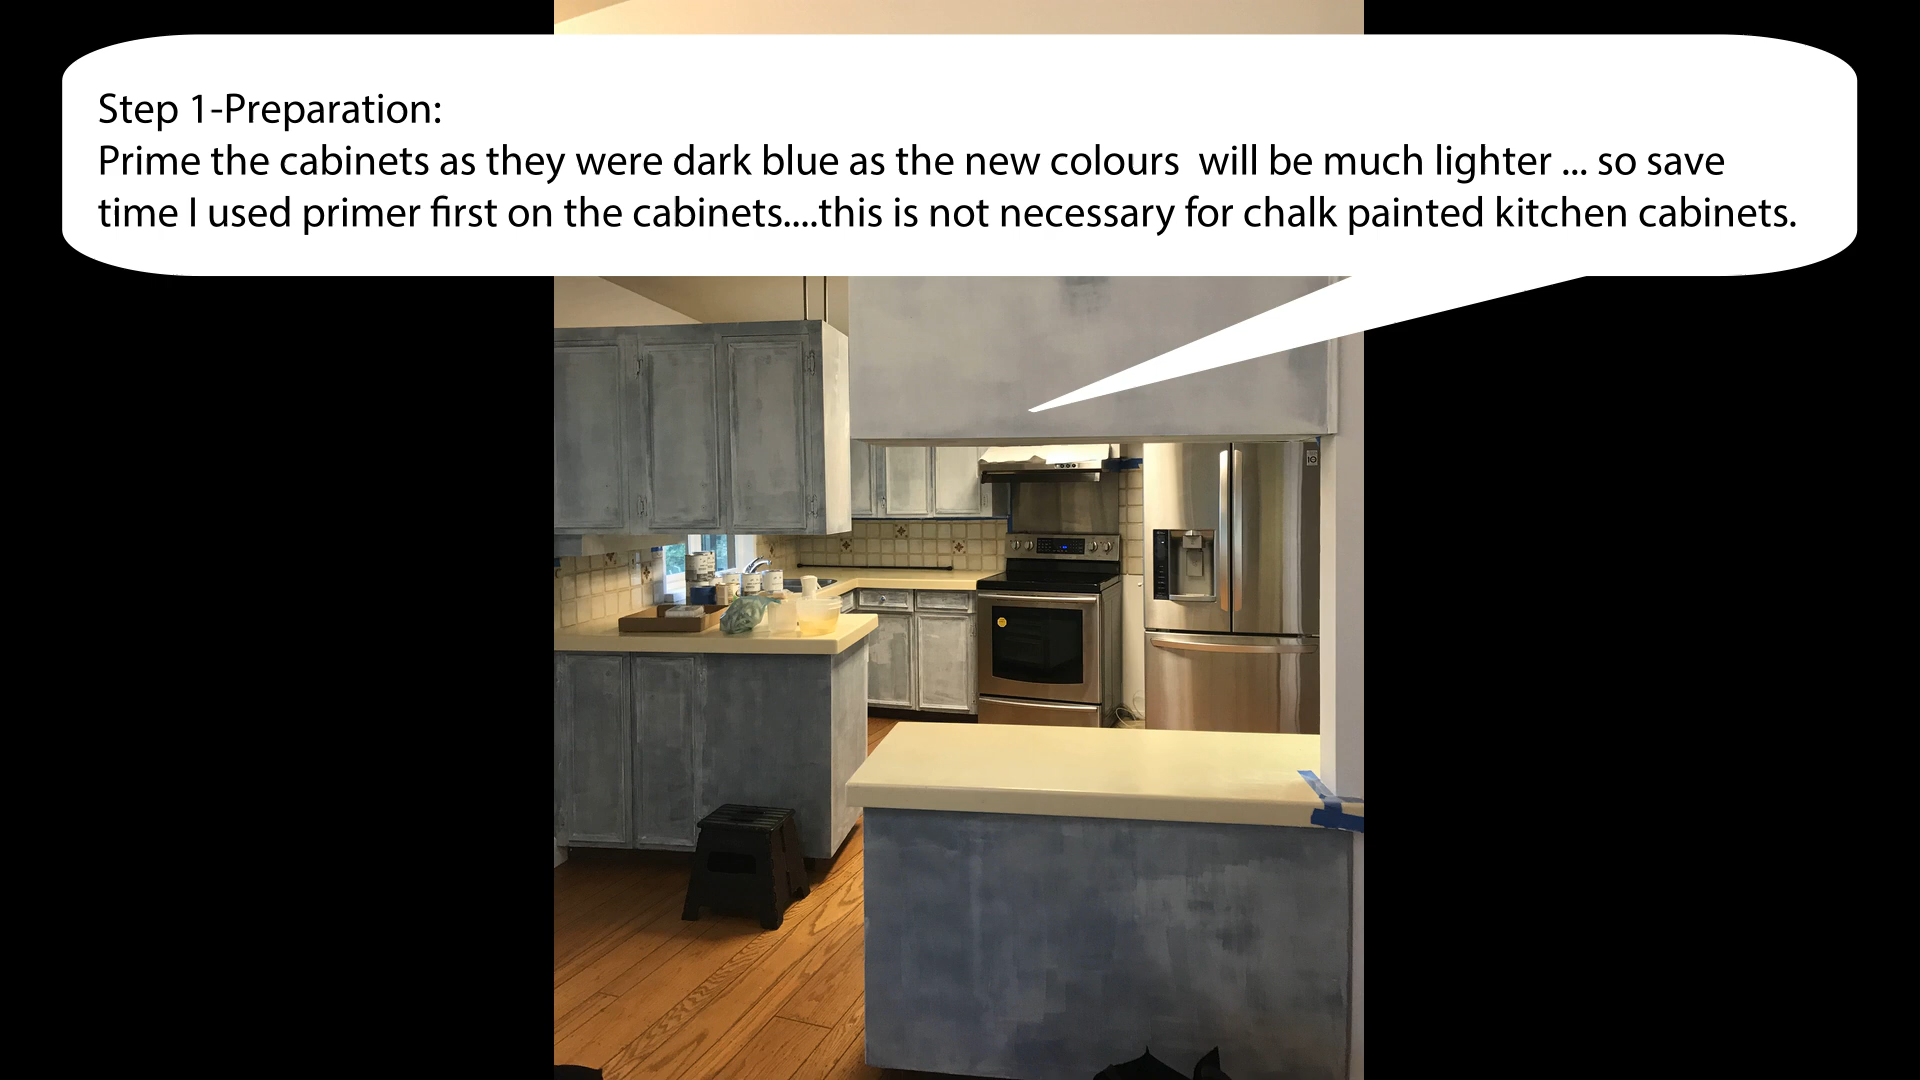 Step 1-Preparation:
Prime the cabinets as they were dark blue as the new colours  will be much lighter ... so save
time I used primer first on the cabinets....this is not necessary for chalk painted kitchen cabinets.